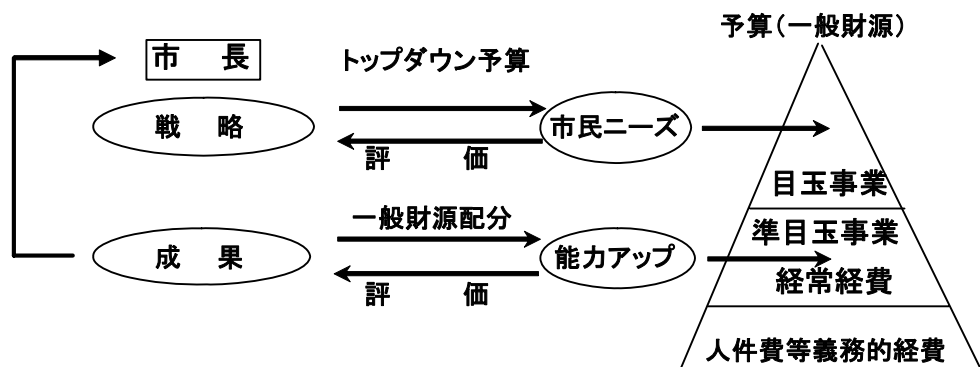 予算（一般財源）
市　長
トップダウン予算
戦　略
市民ニーズ
評　価
目玉事業
一般財源配分
準目玉事業
成　果
能力アップ
経常経費
評　価
人件費等義務的経費